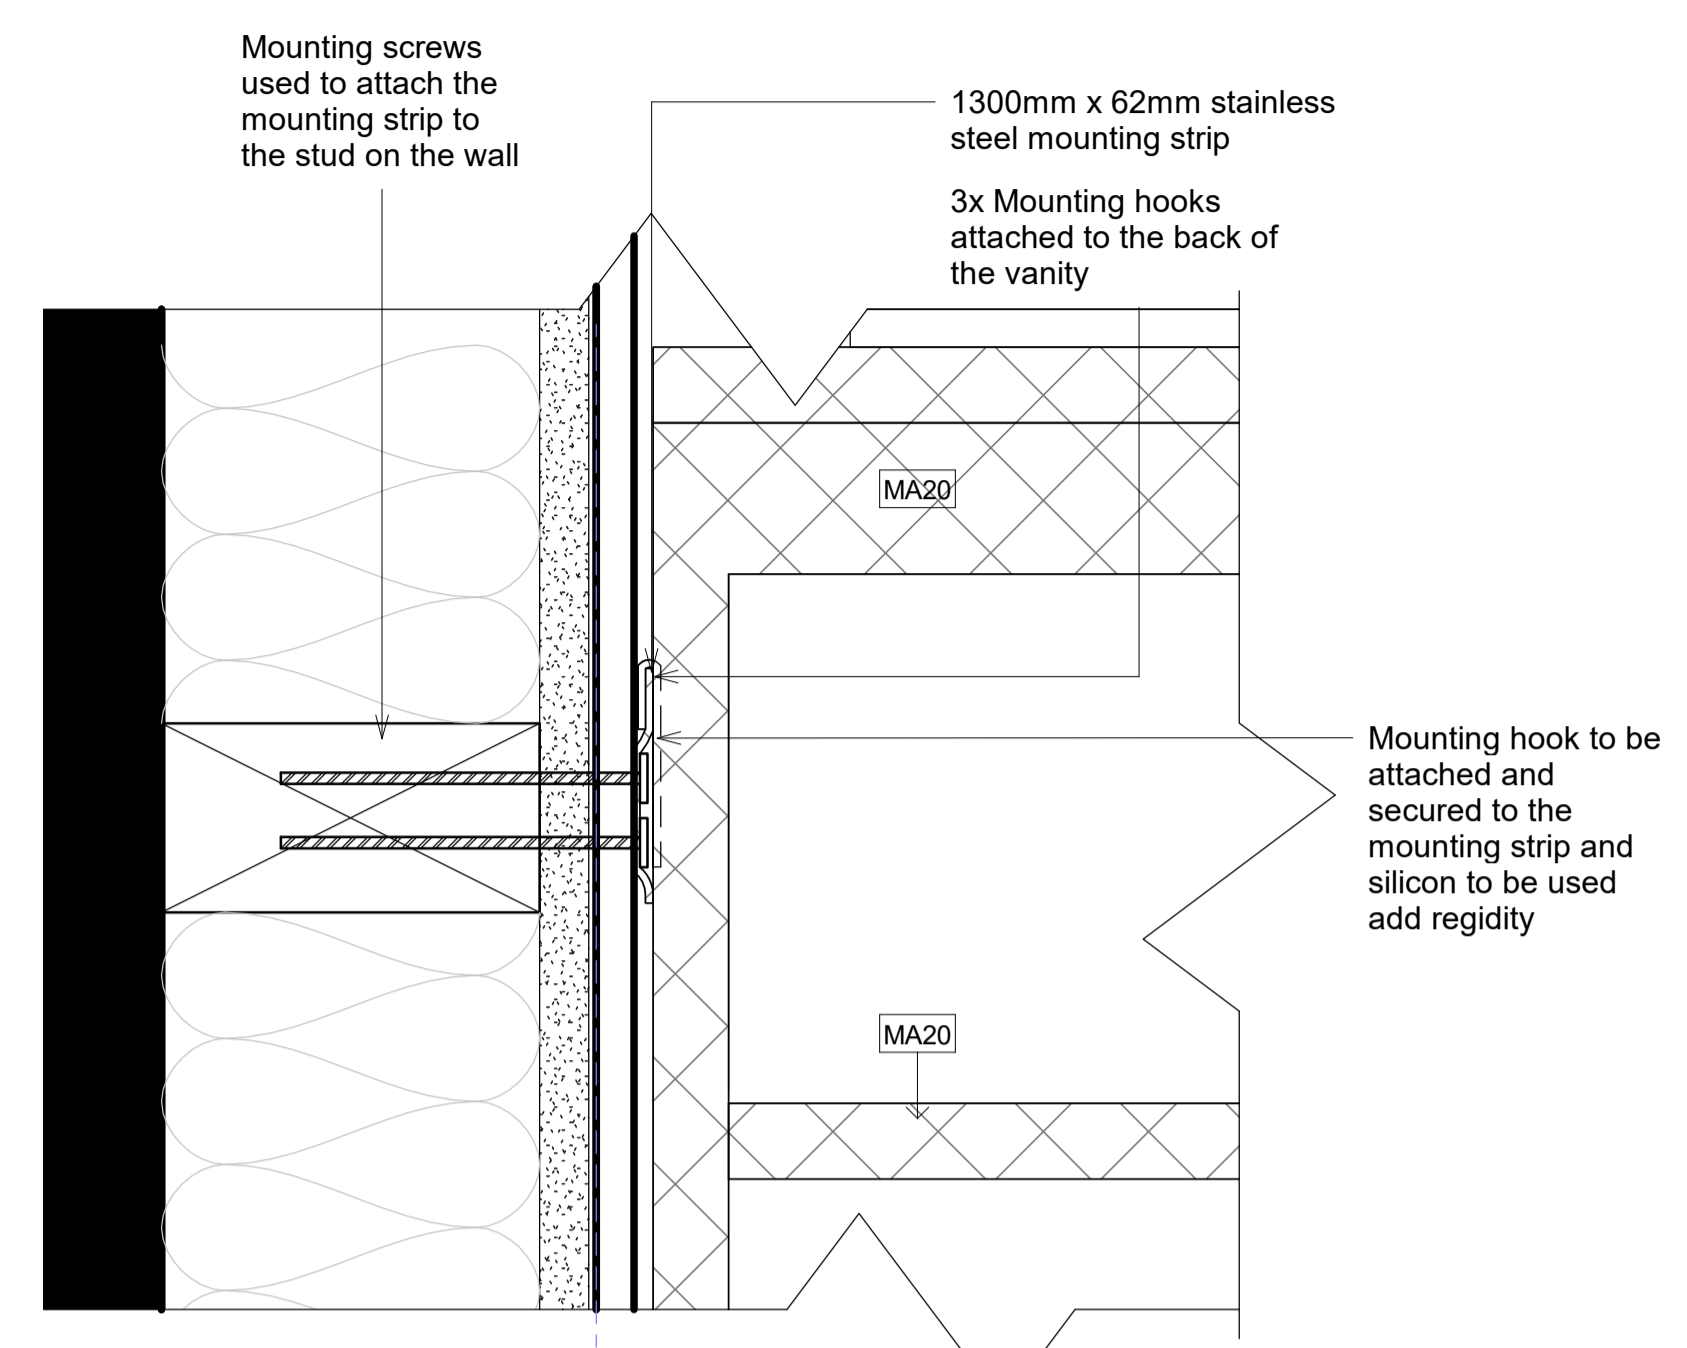 Mounting screws
used to attach the
mounting strip to
the stud on the wall
1300mm x 62mm stainless
steel mounting strip
3x Mounting hooks
attached to the back of
the vanity
MA20
Mounting hook to be
attached and
secured to the
mounting strip and
silicon to be used
add regidity
MA20